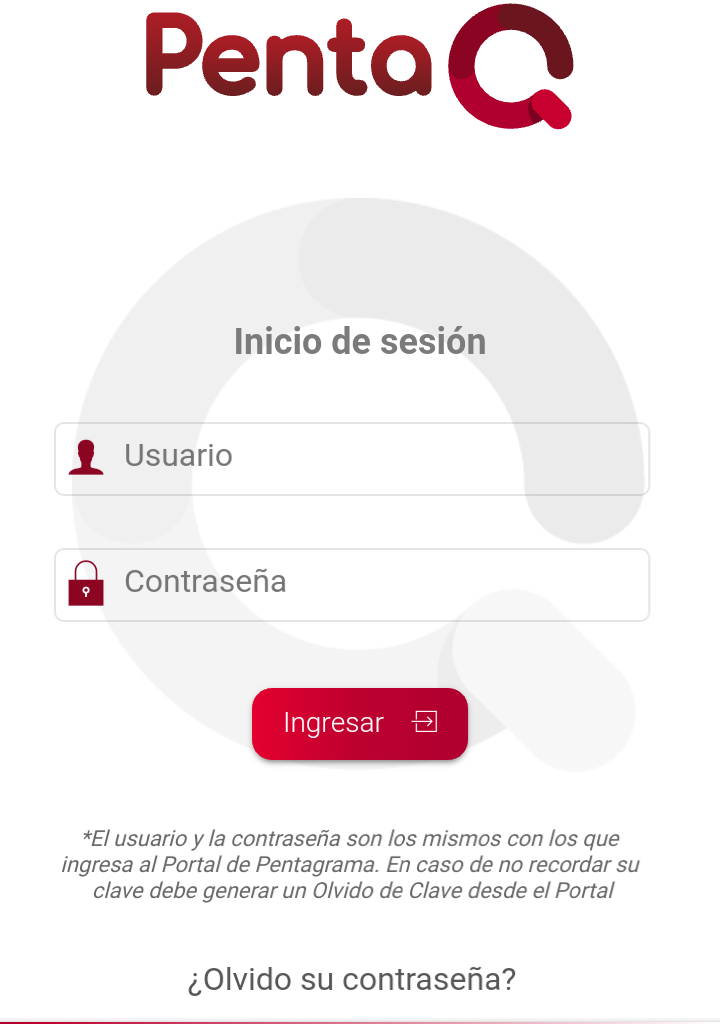 Penta Q
Inicio de sesión
Usuario
Contraseña
Ingresar
*El usuario y la contraseña son los mismos con los que
ingresa al Portal de Pentagrama. En caso de no recordar su
clave debe generar un Olvido de Clave desde el Portal
¿Olvido su contraseña?